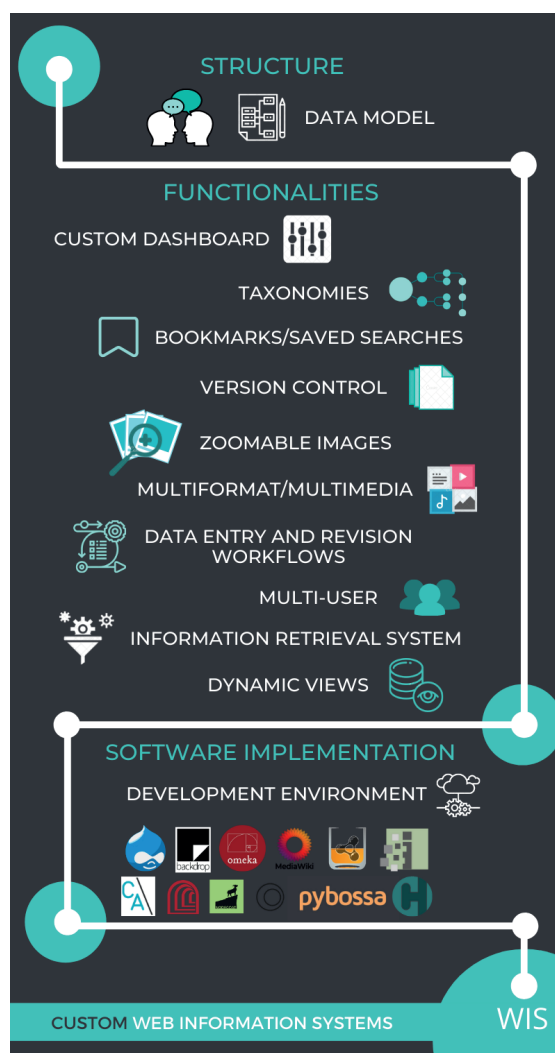 STRUCTURE
DATA MODEL
FUNCTIONALITIES
CUSTOM DASHBOARD
TAXONOMIES
BOOKMARKS/SAVED SEARCHES
VERSION CONTROL
ZOOMABLE IMAGES
MULTIFORMAT/MULTIMEDIA
DATA ENTRY AND REVISION
WORKFLOWS
MULTI-USER
INFORMATION RETRIEVAL SYSTEM
DYNAMIC VIEWS
SOFTWARE IMPLEMENTATION
DEVELOPMENT ENVIRONMENT
backdrop
omeka
MediaWiki
CA
pybossa
WIS
CUSTOM WEB INFORMATION SYSTEMS